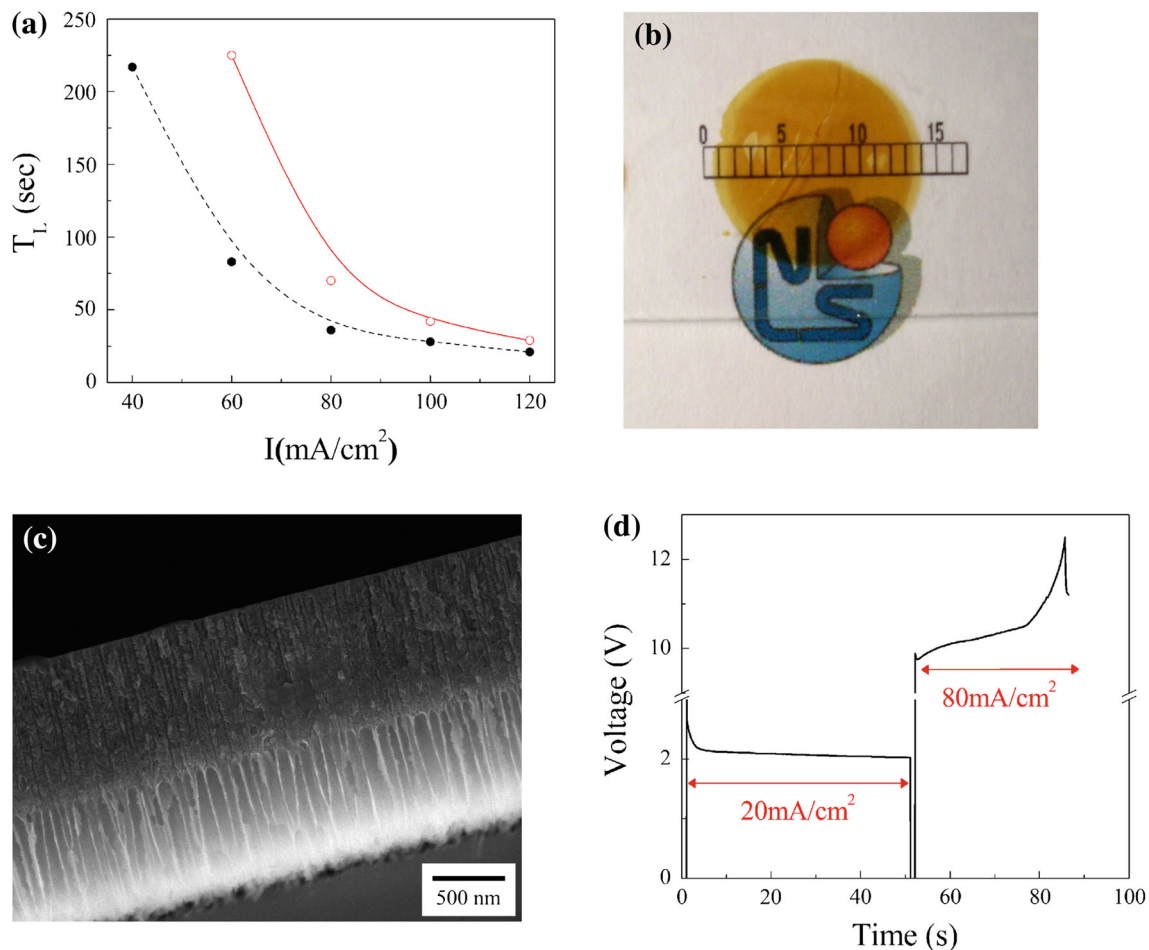 (a)
250
200
150
100
50
0
T_L (sec)
40 60 80 100 120
I(mA/cm²)
(b)
0 5 10 15
NLS
(c)
500 nm
(d)
12
10
2
0
Voltage (V)
80mA/cm²
20mA/cm²
0 20 40 60 80 100
Time (s)